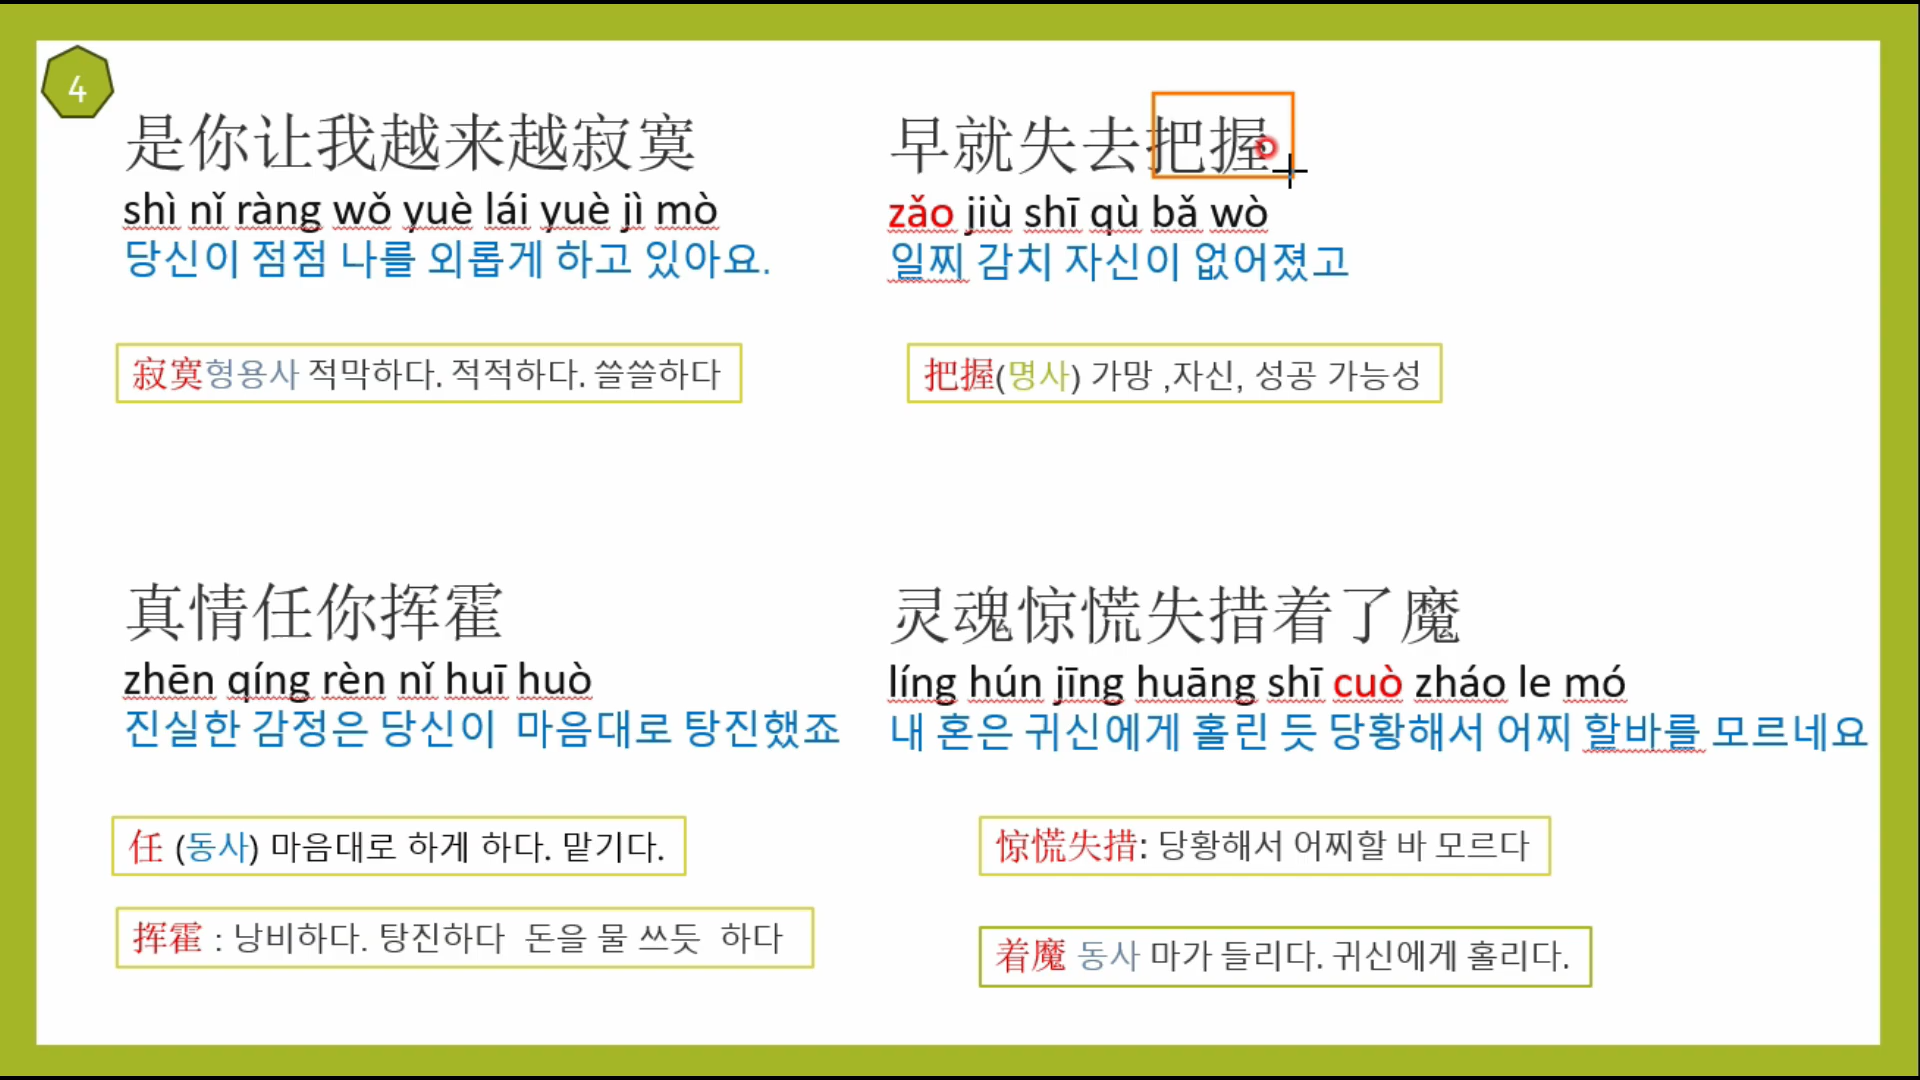 4
是你让我越来越寂寞
shì nǐ ràng wǒ yuè lái yuè jì mò
당신이 점점 나를 외롭게 하고 있아요.
寂寞형용사 적막하다. 적적하다. 쓸쓸하다
早就失去把握
zǎo jiù shī qù bǎ wò
일찌 감치 자신이 없어졌고
把握(명사) 가망 ,자신, 성공 가능성
真情任你挥霍
zhēn qíng rèn nǐ huī huò
진실한 감정은 당신이 마음대로 탕진했죠
任 (동사) 마음대로 하게 하다. 맡기다.
挥霍 : 낭비하다. 탕진하다 돈을 물 쓰듯 하다
灵魂惊慌失措着了魔
líng hún jīng huāng shī cuò zháo le mó
내 혼은 귀신에게 홀린 듯 당황해서 어찌 할바를 모르네요
惊慌失措: 당황해서 어찌할 바 모르다
着魔 동사 마가 들리다. 귀신에게 홀리다.